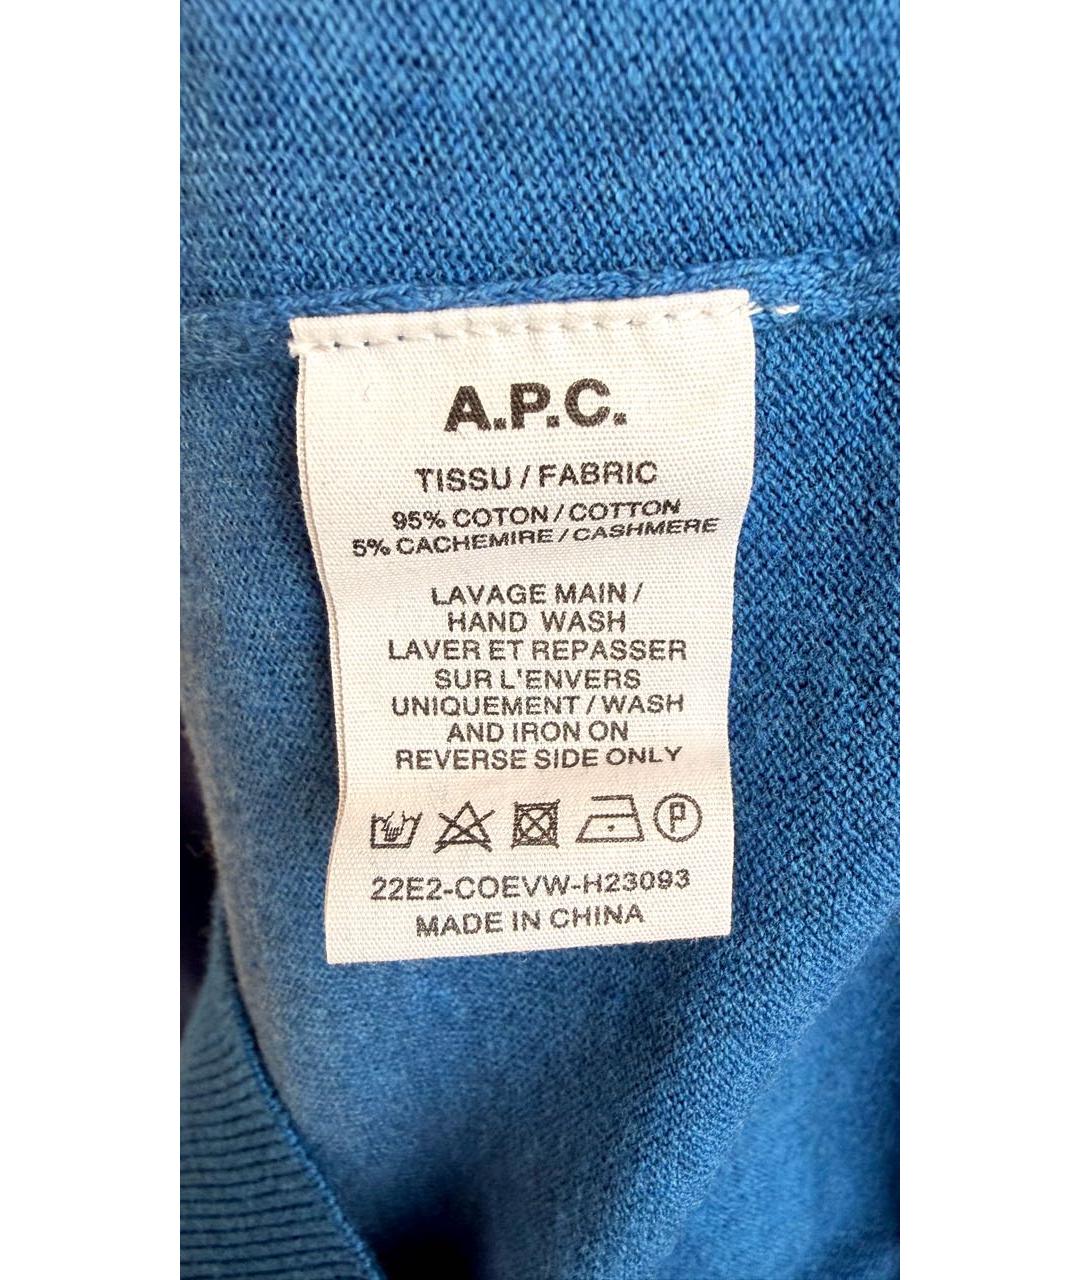 A.P.C.
TISSU / FABRIC
95% COTON / COTTON
5% CACHEMIRE / CASHMERE
LAVAGE MAIN /
HAND WASH
LAVER ET REPASSER
SUR L'ENVERS
UNIQUEMENT / WASH
AND IRON ON
REVERSE SIDE ONLY
P
22E2-COEVW-H23093
MADE IN CHINA